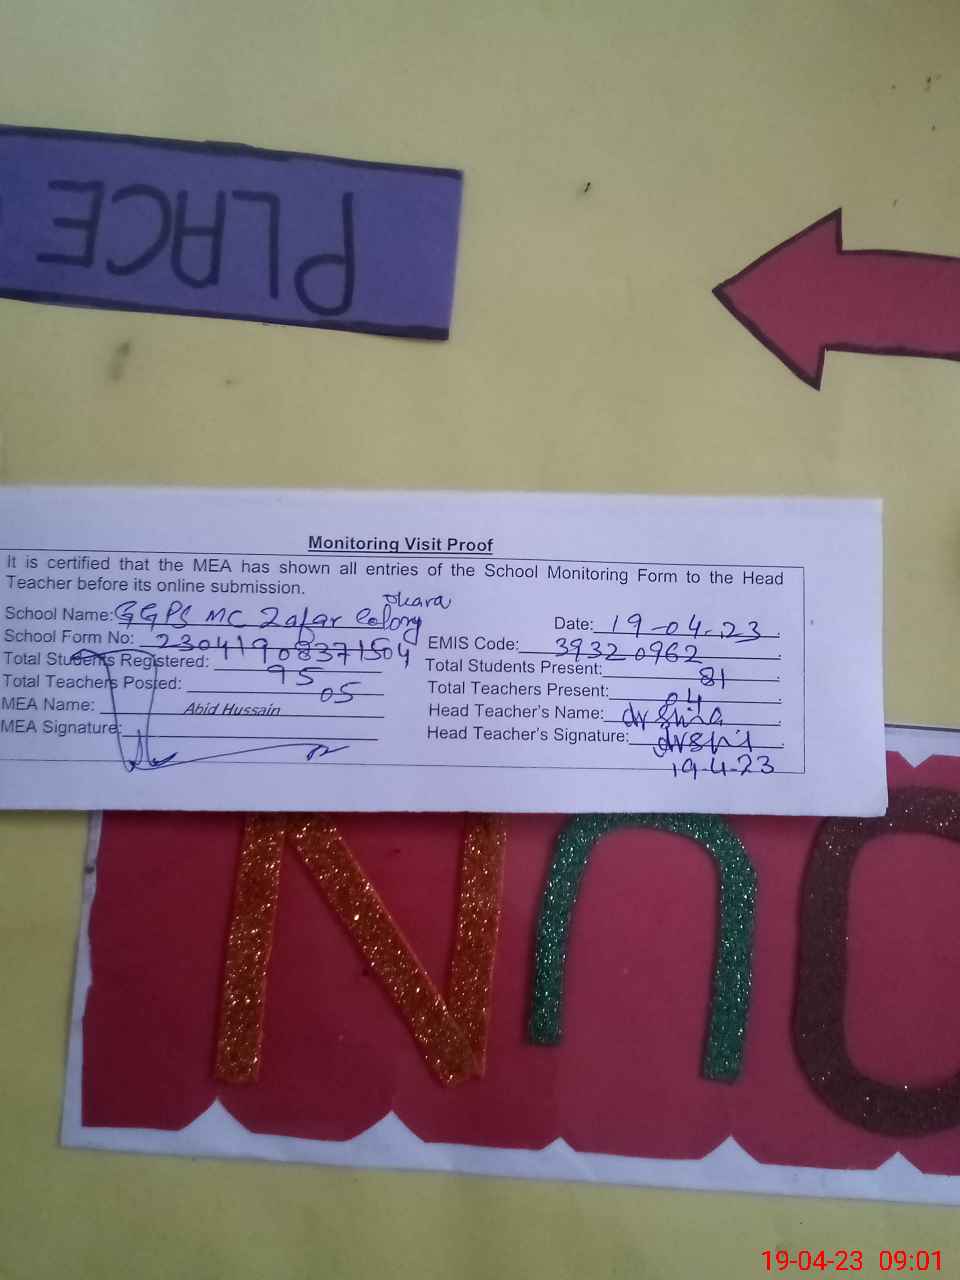 PLACE
Monitoring Visit Proof
It is certified that the MEA has shown all entries of the School Monitoring Form to the Head
Teacher before its online submission.
School Name: GGPS MC Zafar Colony Okara
Date: 19-04-23
School Form No: 23041908371504
EMIS Code: 39320962
Total Students Registered: 95
Total Students Present: 81
Total Teachers Posted: 05
Total Teachers Present: 04
MEA Name: Abid Hussain
Head Teacher's Name:
MEA Signature:
Head Teacher's Signature:
19-4-23
NOUN
19-04-23 09:01